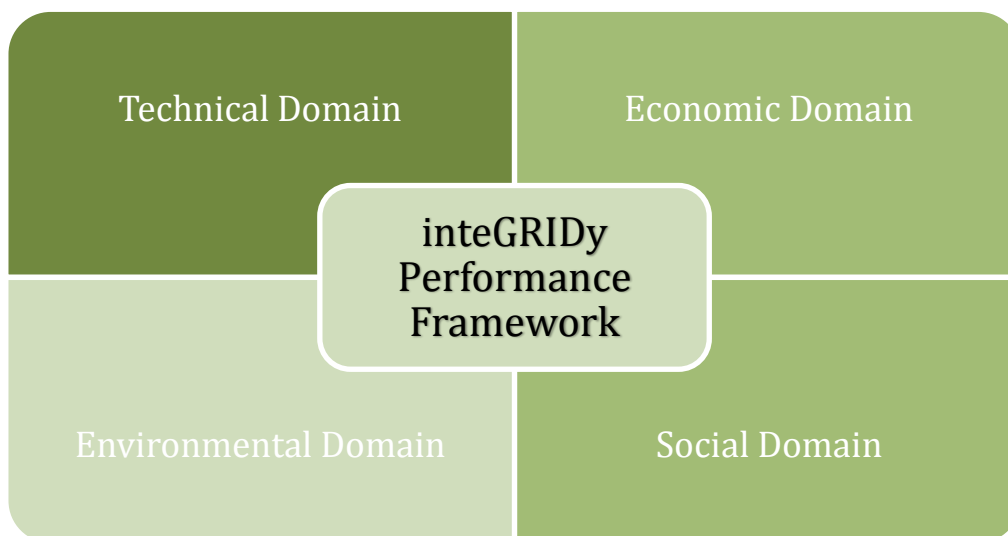 Technical Domain
Economic Domain
inteGRIDy
Performance
Framework
Environmental Domain
Social Domain